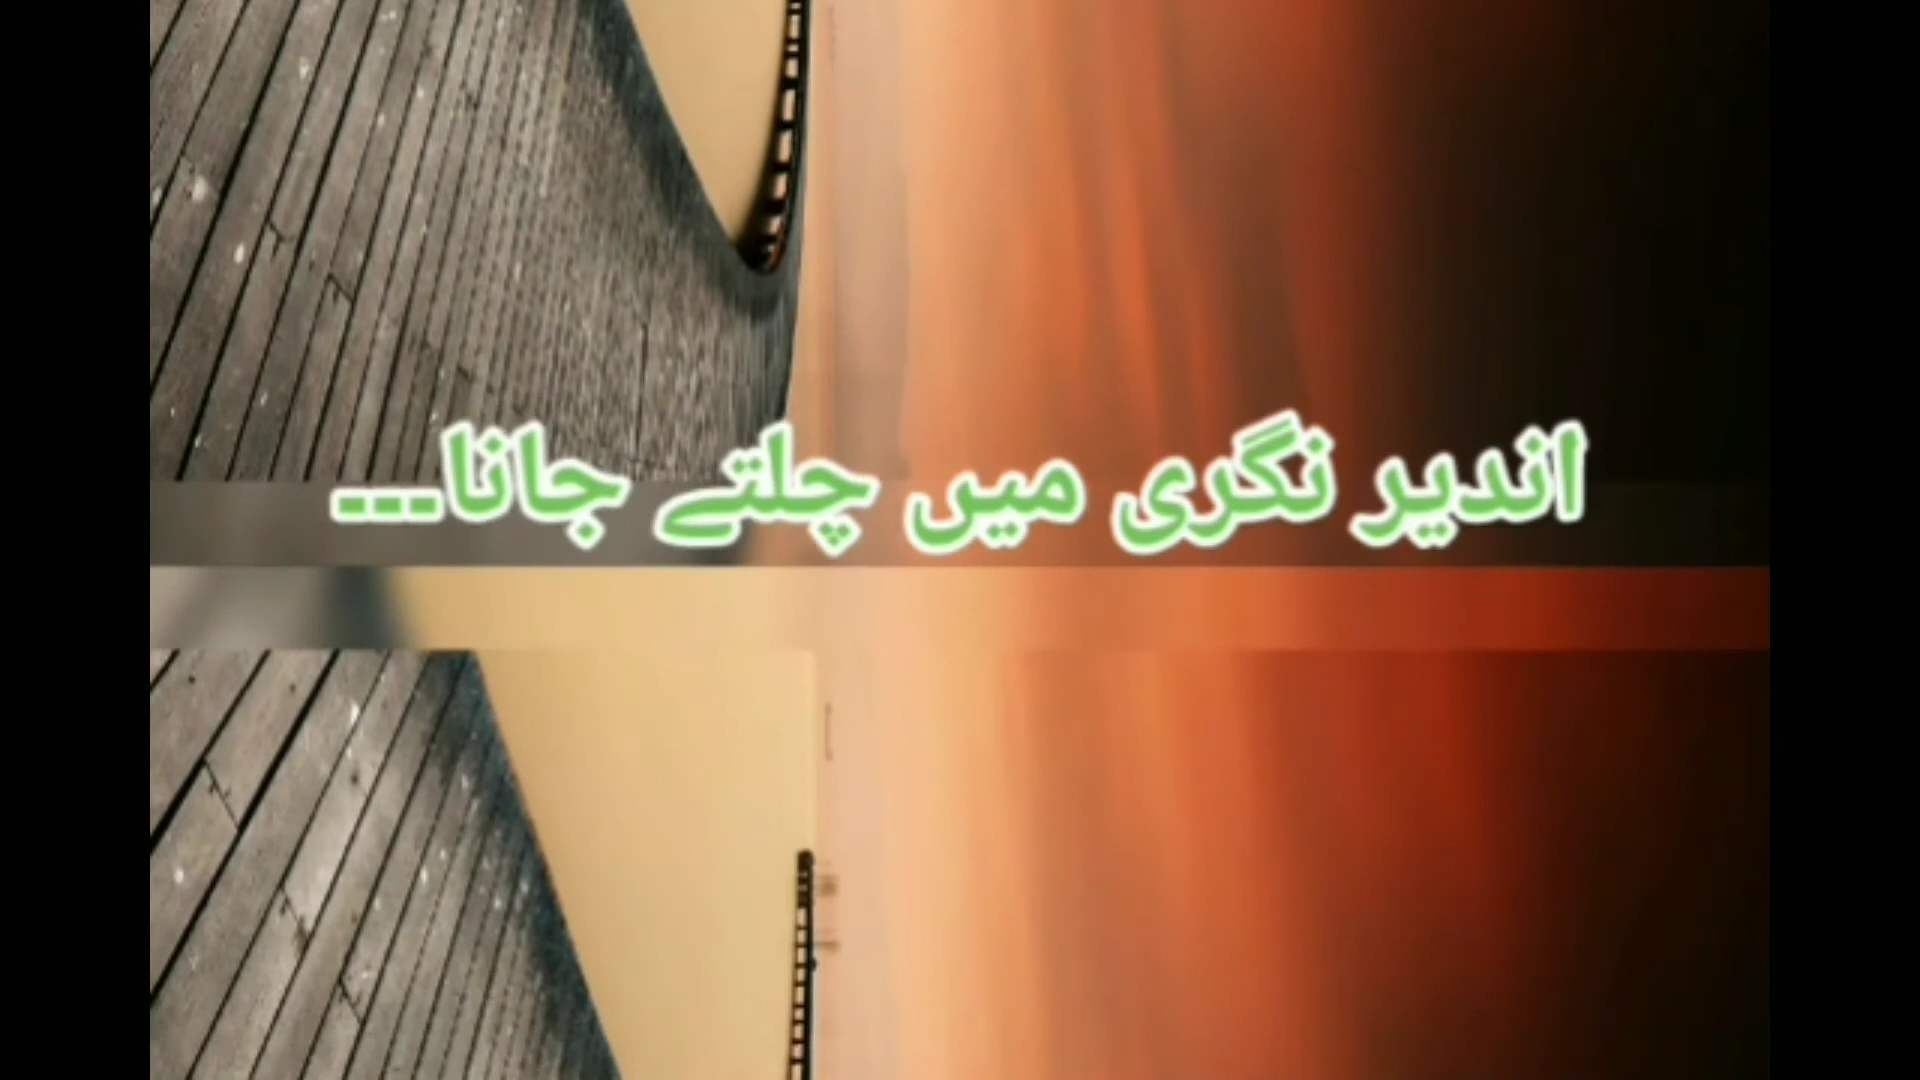 اندیر نگری میں چلتے جانا---